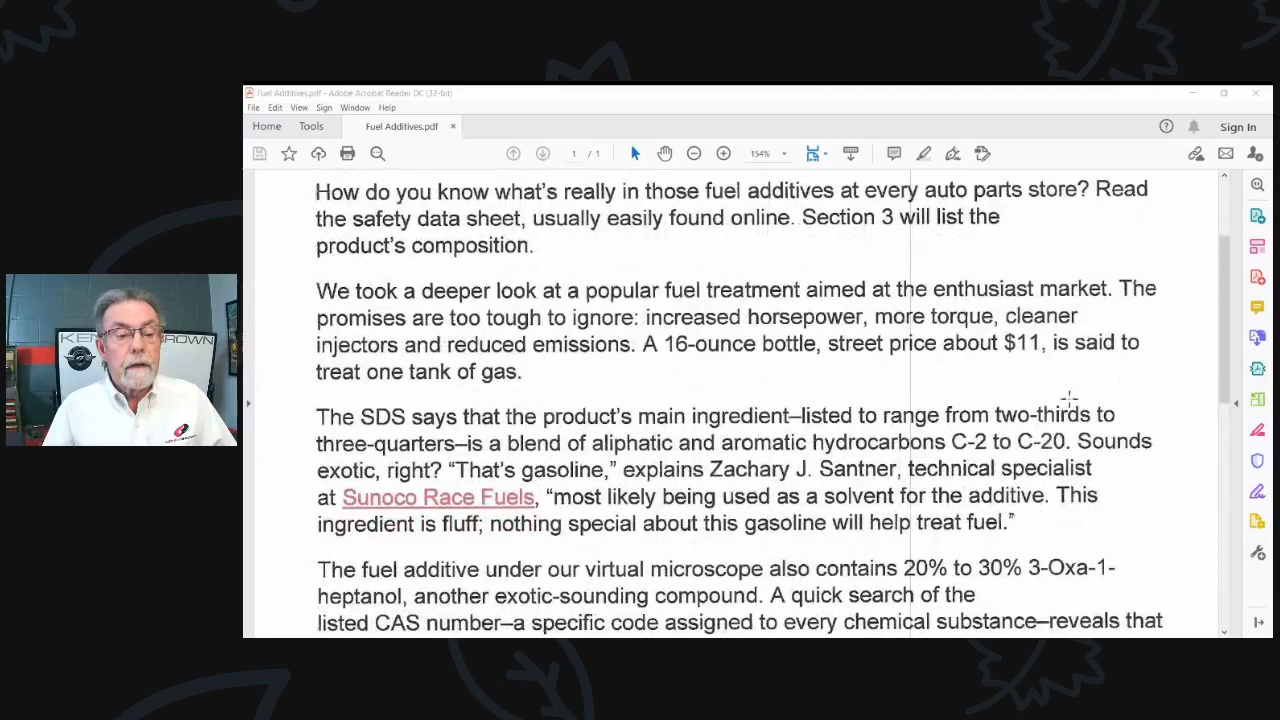 Fuel Additives.pdf - Adobe Acrobat Reader DC (32-bit)
File Edit View Sign Window Help
Home Tools Fuel Additives.pdf × Sign In
1 / 1 154%
How do you know what's really in those fuel additives at every auto parts store? Read
the safety data sheet, usually easily found online. Section 3 will list the
product's composition.
We took a deeper look at a popular fuel treatment aimed at the enthusiast market. The
promises are too tough to ignore: increased horsepower, more torque, cleaner
injectors and reduced emissions. A 16-ounce bottle, street price about $11, is said to
treat one tank of gas.
The SDS says that the product's main ingredient–listed to range from two-thirds to
three-quarters–is a blend of aliphatic and aromatic hydrocarbons C-2 to C-20. Sounds
exotic, right? “That's gasoline,” explains Zachary J. Santner, technical specialist
at Sunoco Race Fuels, “most likely being used as a solvent for the additive. This
ingredient is fluff; nothing special about this gasoline will help treat fuel.”
The fuel additive under our virtual microscope also contains 20% to 30% 3-Oxa-1-
heptanol, another exotic-sounding compound. A quick search of the
listed CAS number–a specific code assigned to every chemical substance–reveals that